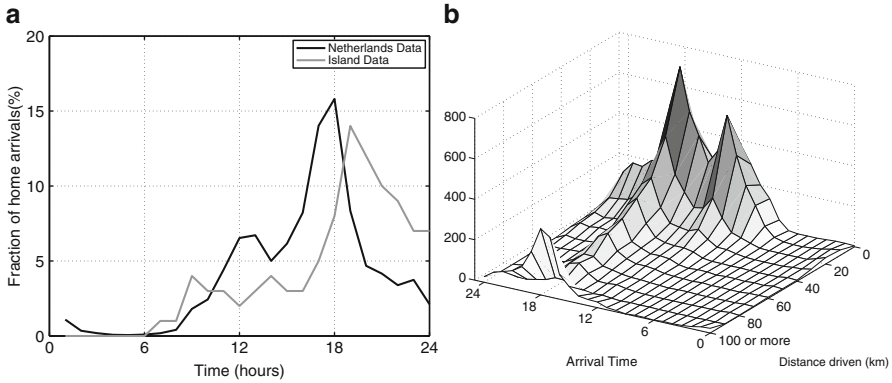 a
20
15
10
5
0
0
6
12
18
24
Fraction of home arrivals(%)
Time (hours)
Netherlands Data
Island Data
b
800
600
400
200
0
24
18
12
6
0
Arrival Time
0
20
40
60
80
100 or more
Distance driven (km)